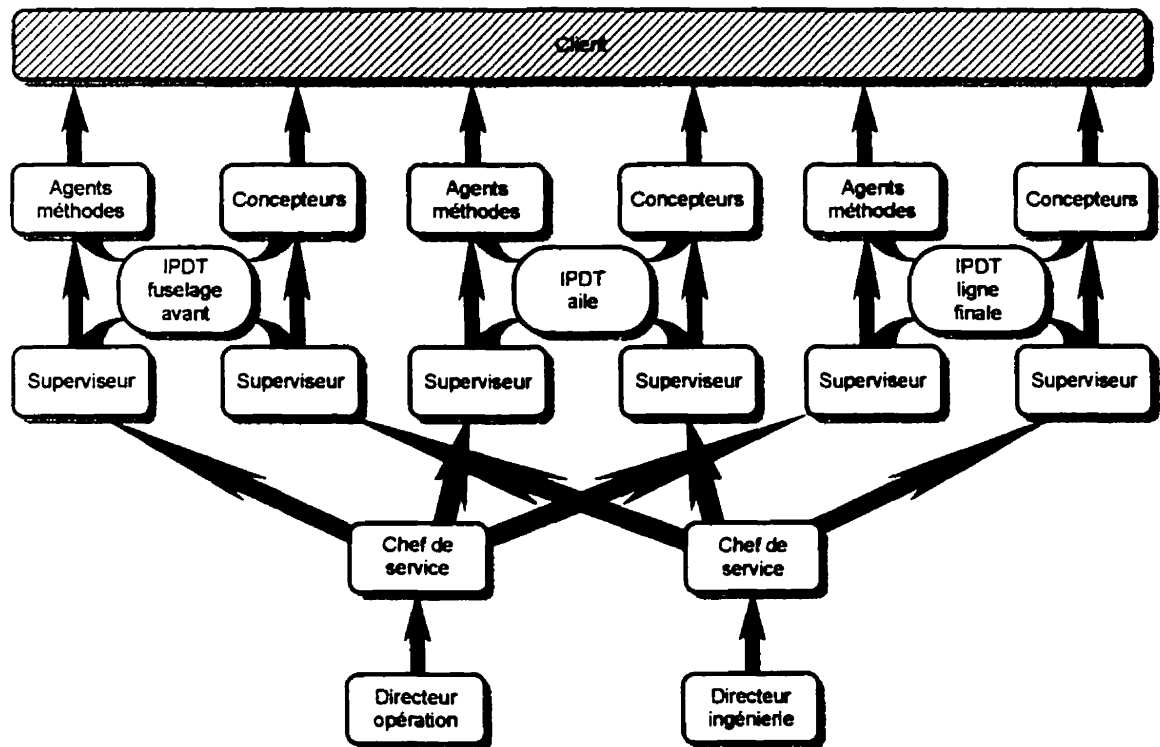 Client
Agents
méthodes
Concepteurs
Agents
méthodes
Concepteurs
Agents
méthodes
Concepteurs
IPDT
fuselage
avant
IPDT
aile
IPDT
ligne
finale
Superviseur
Superviseur
Superviseur
Superviseur
Superviseur
Superviseur
Chef de
service
Chef de
service
Directeur
opération
Directeur
ingénierie